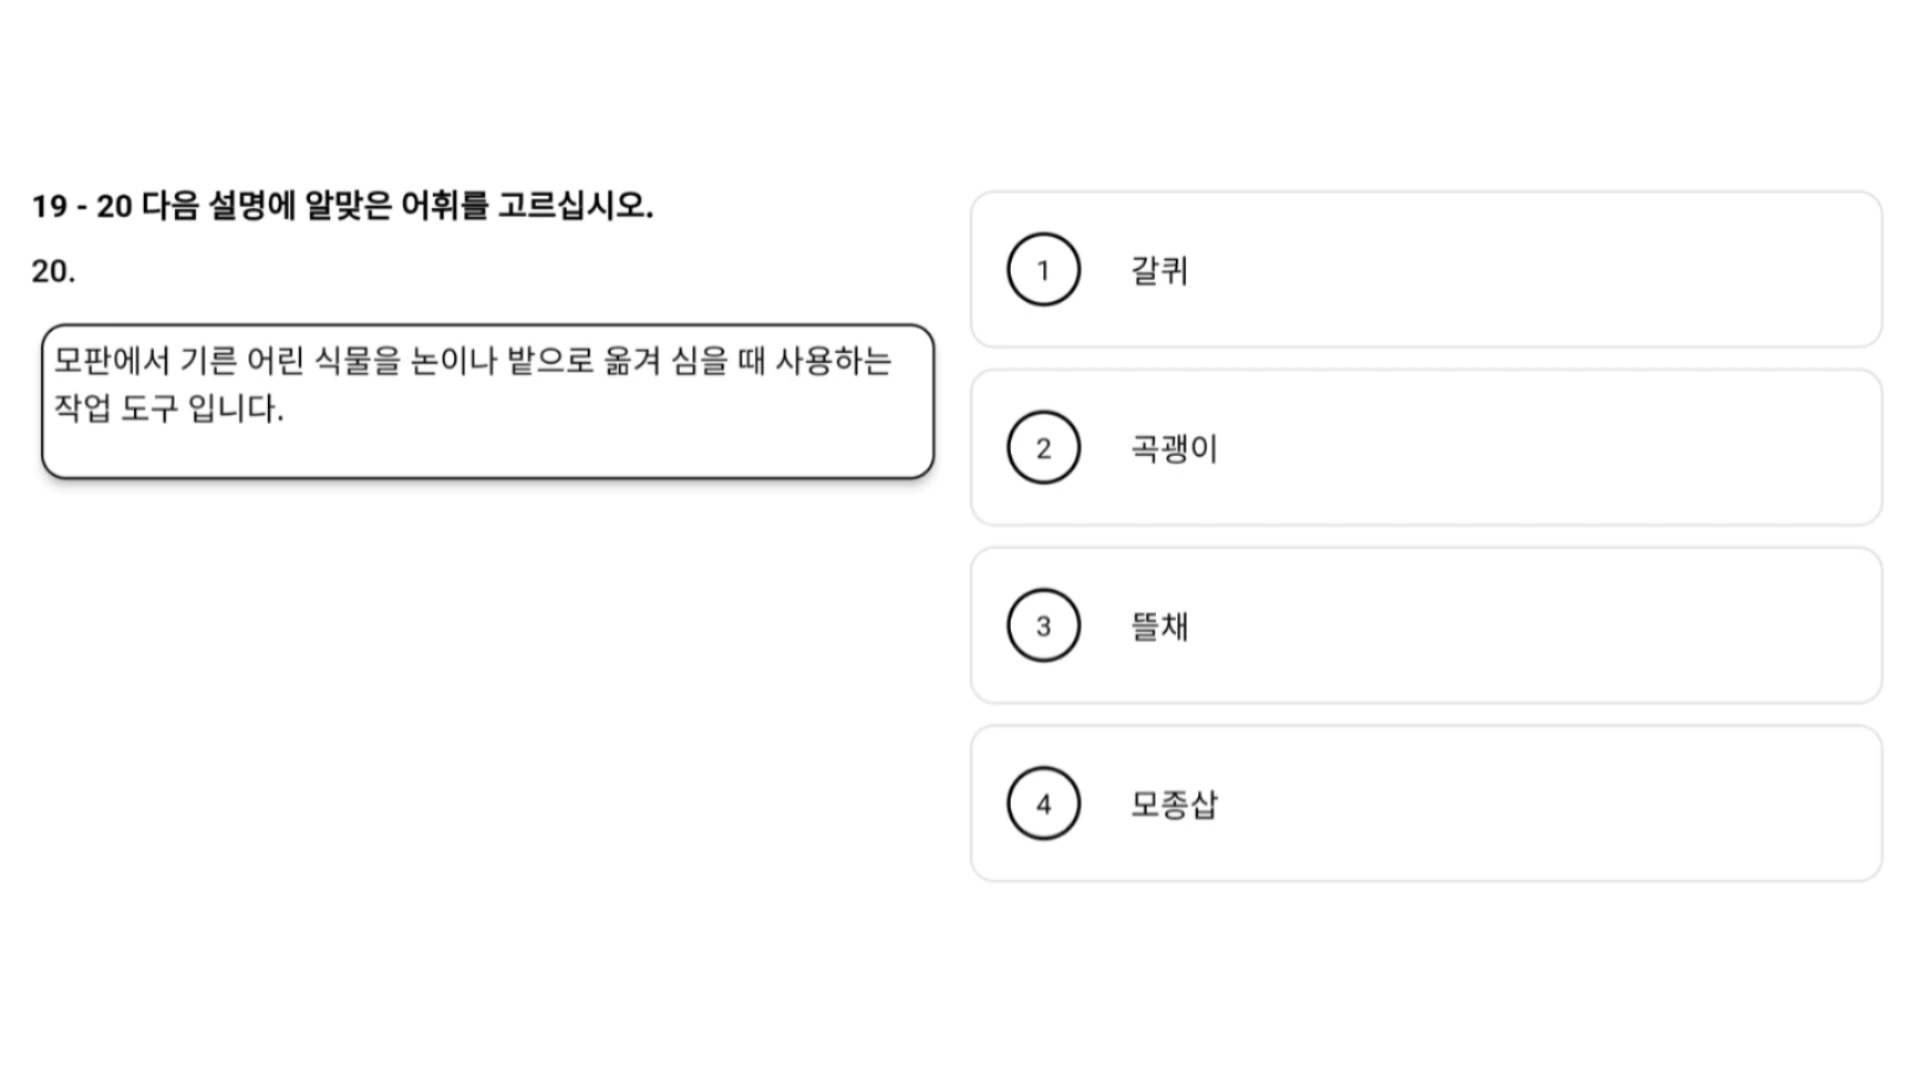 19 - 20 다음 설명에 알맞은 어휘를 고르십시오.
20.
모판에서 기른 어린 식물을 논이나 밭으로 옮겨 심을 때 사용하는
작업 도구 입니다.
1 갈퀴
2 곡괭이
3 뜰채
4 모종삽